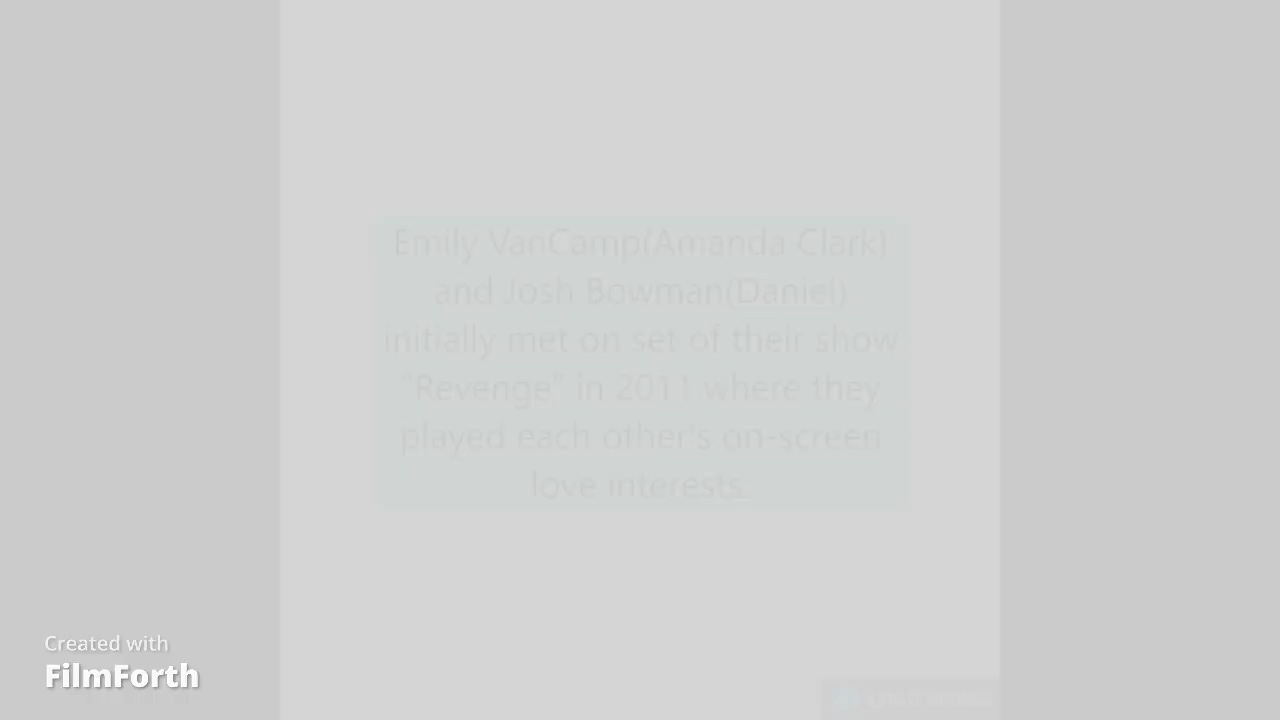 Emily VanCamp(Amanda Clark)
and Josh Bowman(Daniel)
initially met on set of their show
"Revenge" in 2011 where they
played each other's on-screen
love interests.
Created with
FilmForth